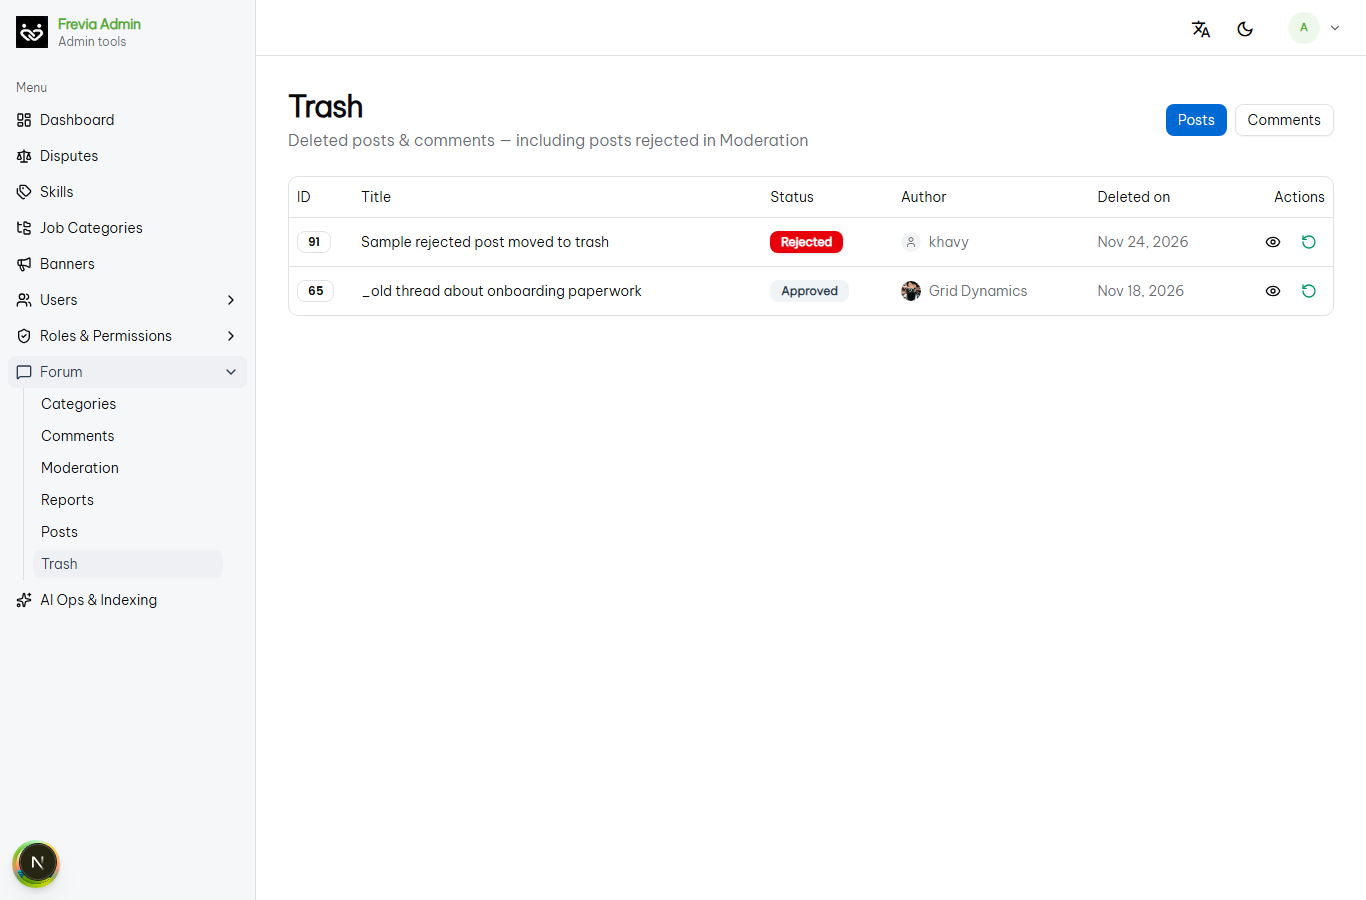 Frevia Admin
Admin tools
A
Menu
Dashboard
Disputes
Skills
Job Categories
Banners
Users
Roles & Permissions
Forum
Categories
Comments
Moderation
Reports
Posts
Trash
AI Ops & Indexing
N
Trash
Deleted posts & comments — including posts rejected in Moderation
Posts Comments
ID Title Status Author Deleted on Actions
91 Sample rejected post moved to trash Rejected khavy Nov 24, 2026
65 _old thread about onboarding paperwork Approved Grid Dynamics Nov 18, 2026